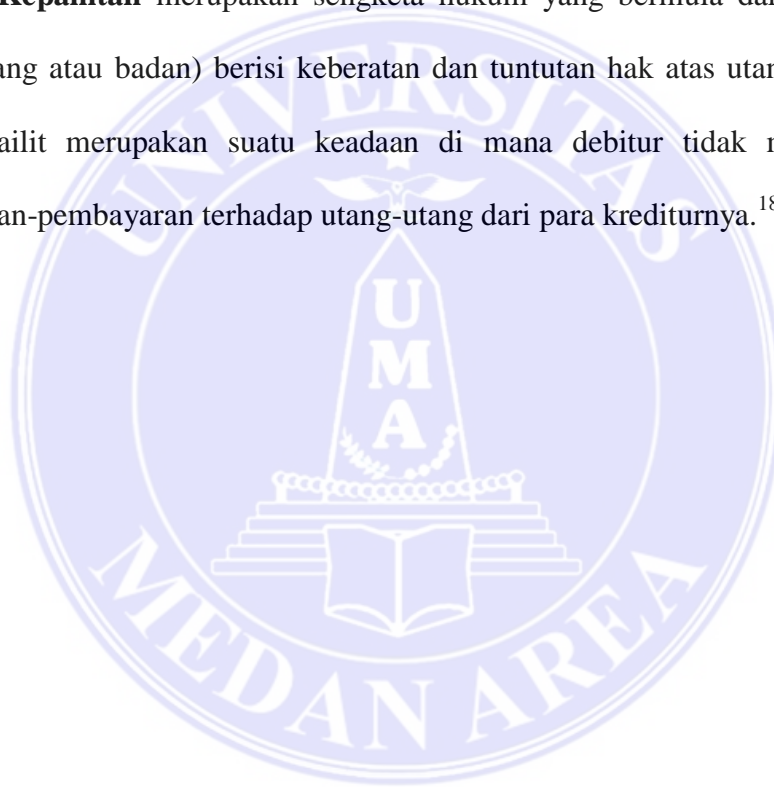 Kepailitan merupakan sengketa hukum yang bermula dar
ang atau badan) berisi keberatan dan tuntutan hak atas utan
ailit merupakan suatu keadaan di mana debitur tidak
an-pembayaran terhadap utang-utang dari para krediturnya.18
UNIVERSITAS
UMA
MEDAN AREA